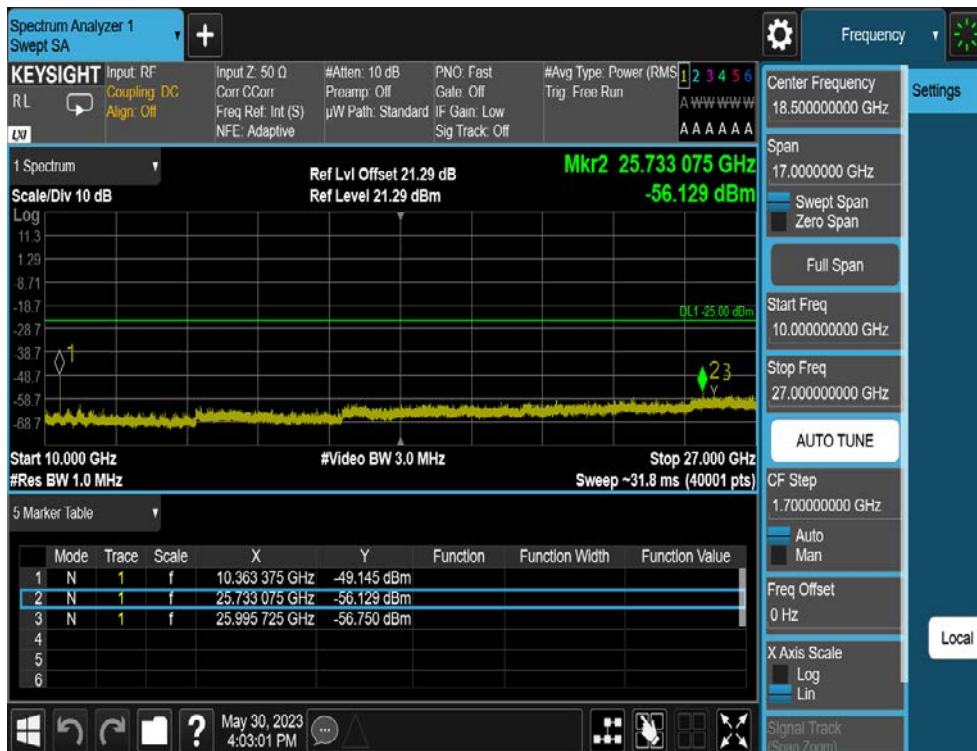 Spectrum Analyzer 1
Swept SA
+
Frequency
KEYSIGHT
RL
LXI
Input: RF
Coupling: DC
Align: Off
Input Z: 50 Ω
Corr CCorr
Freq Ref: Int (S)
NFE: Adaptive
#Atten: 10 dB
Preamp: Off
µW Path: Standard
PNO: Fast
Gate: Off
IF Gain: Low
Sig Track: Off
#Avg Type: Power (RMS
Trig: Free Run
1 2 3 4 5 6
A W W W W W
A A A A A A
1 Spectrum
Scale/Div 10 dB
Ref Lvl Offset 21.29 dB
Ref Level 21.29 dBm
Mkr2 25.733 075 GHz
-56.129 dBm
Log
11.3
1.29
-8.71
-18.7
-28.7
-38.7
-48.7
-58.7
-68.7
DL1 -25.00 dBm
1
2 3
Start 10.000 GHz
#Video BW 3.0 MHz
Stop 27.000 GHz
#Res BW 1.0 MHz
Sweep ~31.8 ms (40001 pts)
5 Marker Table
Mode Trace Scale X Y Function Function Width Function Value
1 N 1 f 10.363 375 GHz -49.145 dBm
2 N 1 f 25.733 075 GHz -56.129 dBm
3 N 1 f 25.995 725 GHz -56.750 dBm
4
5
6
?
May 30, 2023
4:03:01 PM
Center Frequency
18.500000000 GHz
Span
17.0000000 GHz
Swept Span
Zero Span
Full Span
Start Freq
10.000000000 GHz
Stop Freq
27.000000000 GHz
AUTO TUNE
CF Step
1.700000000 GHz
Auto
Man
Freq Offset
0 Hz
X Axis Scale
Log
Lin
Signal Track
(Span Zoom)
Settings
Local